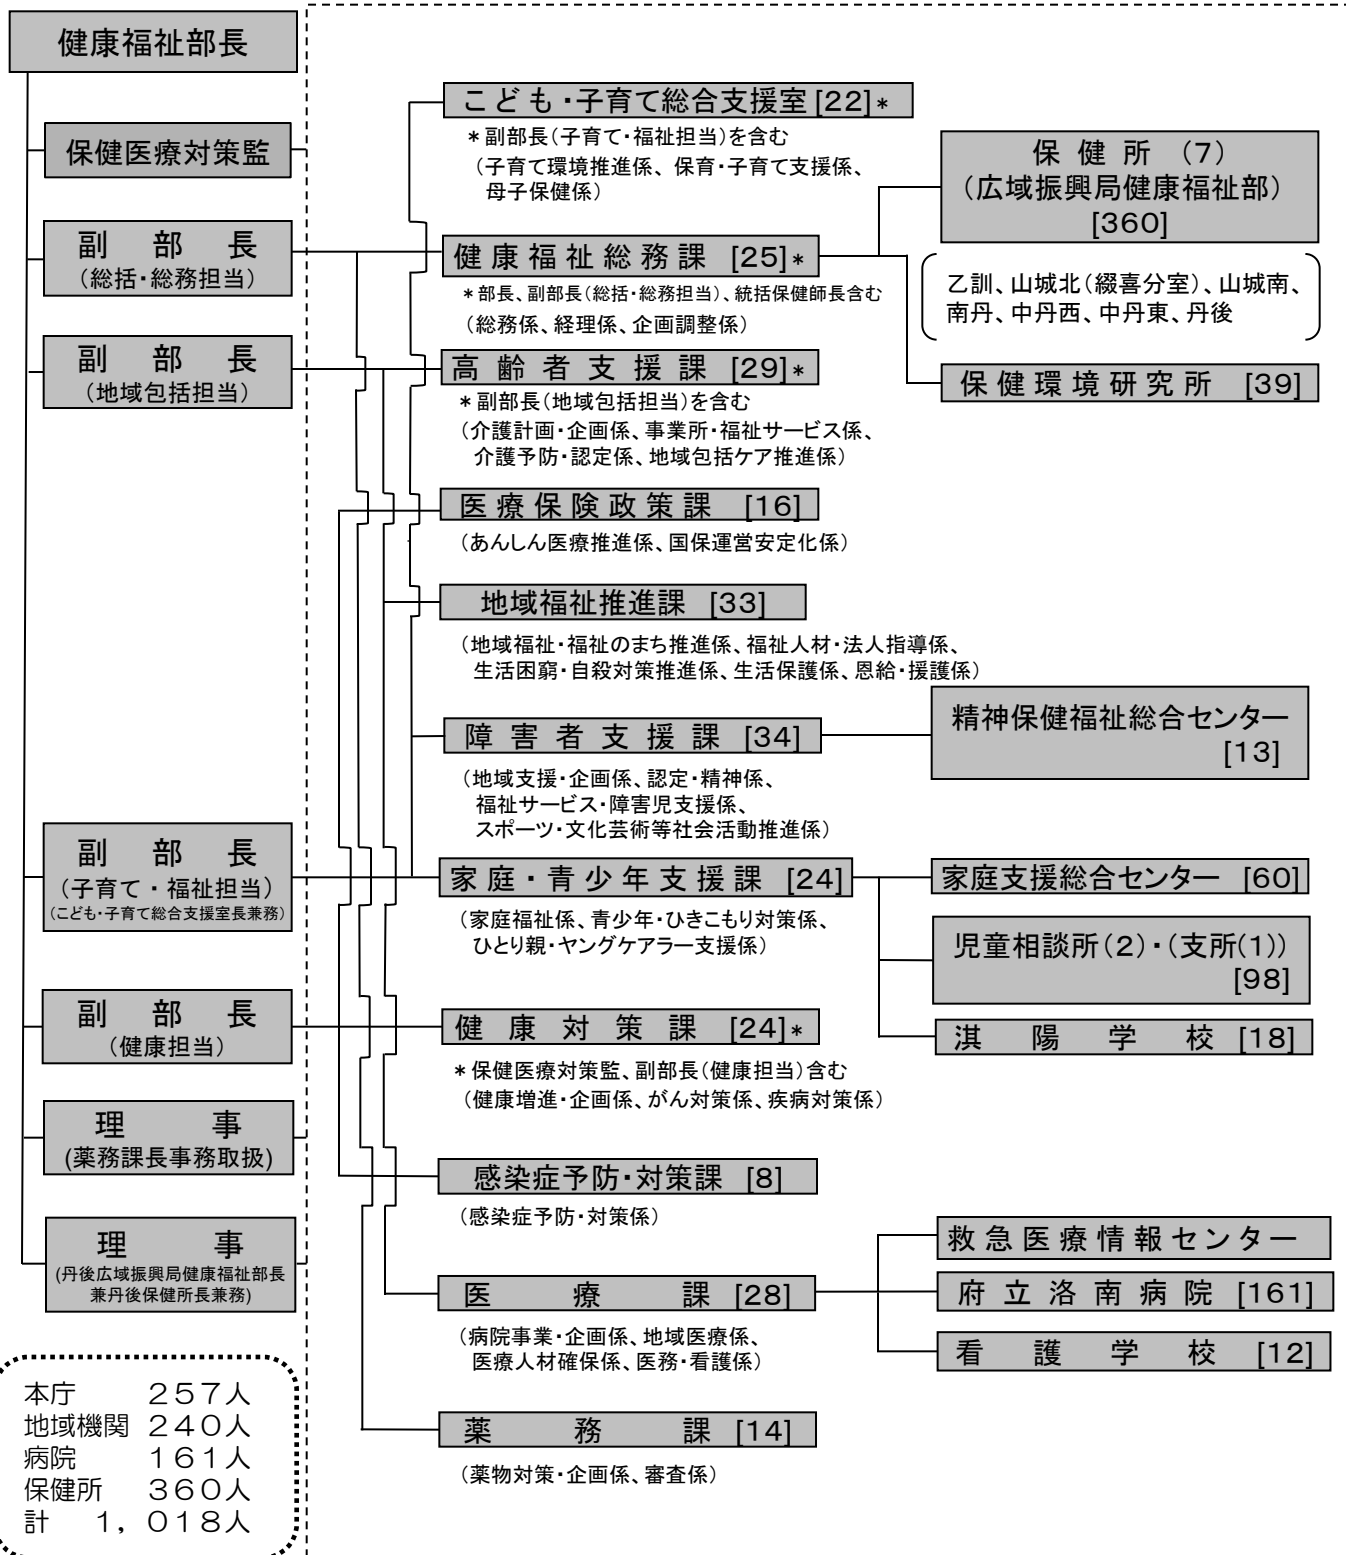 健康福祉部長
保健医療対策監
副部長
(総括・総務担当)
副部長
(地域包括担当)
副部長
(子育て・福祉担当)
(こども・子育て総合支援室長兼務)
副部長
(健康担当)
理事
(薬務課長事務取扱)
理事
(丹後広域振興局健康福祉部長
兼丹後保健所長兼務)
本庁 257人
地域機関 240人
病院 161人
保健所 360人
計 1,018人
こども・子育て総合支援室[22]*
*副部長(子育て・福祉担当)を含む
(子育て環境推進係、保育・子育て支援係、
母子保健係)
健康福祉総務課 [25]*
*部長、副部長(総括・総務担当)、統括保健師長含む
(総務係、経理係、企画調整係)
高齢者支援課 [29]*
*副部長(地域包括担当)を含む
(介護計画・企画係、事業所・福祉サービス係、
介護予防・認定係、地域包括ケア推進係)
医療保険政策課 [16]
(あんしん医療推進係、国保運営安定化係)
地域福祉推進課 [33]
(地域福祉・福祉のまち推進係、福祉人材・法人指導係、
生活困窮・自殺対策推進係、生活保護係、恩給・援護係)
障害者支援課 [34]
(地域支援・企画係、認定・精神係、
福祉サービス・障害児支援係、
スポーツ・文化芸術等社会活動推進係)
家庭・青少年支援課 [24]
(家庭福祉係、青少年・ひきこもり対策係、
ひとり親・ヤングケアラー支援係)
健康対策課 [24]*
*保健医療対策監、副部長(健康担当)含む
(健康増進・企画係、がん対策係、疾病対策係)
感染症予防・対策課 [8]
(感染症予防・対策係)
医療課 [28]
(病院事業・企画係、地域医療係、
医療人材確保係、医務・看護係)
薬務課 [14]
(薬物対策・企画係、審査係)
保健所 (7)
(広域振興局健康福祉部)
[360]
乙訓、山城北(綴喜分室)、山城南、
南丹、中丹西、中丹東、丹後
保健環境研究所 [39]
精神保健福祉総合センター
[13]
家庭支援総合センター [60]
児童相談所(2)・(支所(1))
[98]
淇陽学校 [18]
救急医療情報センター
府立洛南病院 [161]
看護学校 [12]